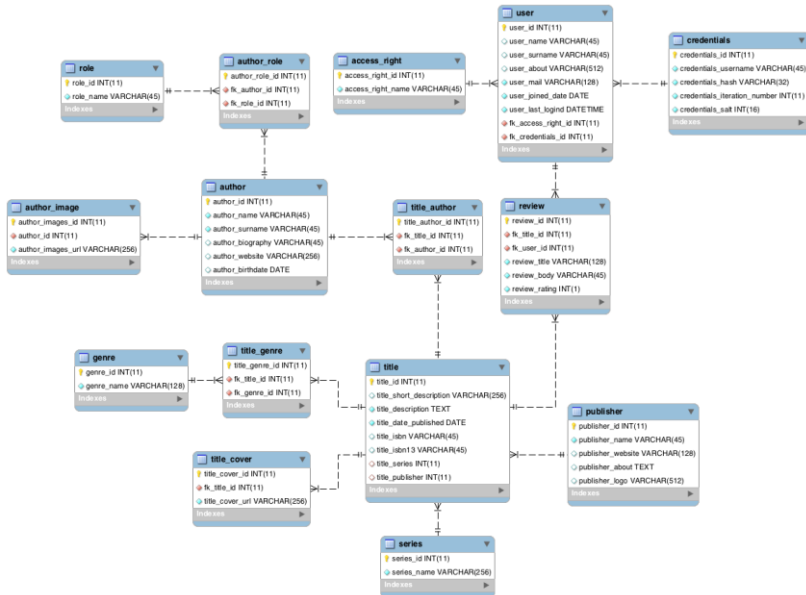 user
user_id INT(11)
user_name VARCHAR(45)
user_surname VARCHAR(45)
user_about VARCHAR(512)
user_mail VARCHAR(128)
user_joined_date DATE
user_last_logind DATETIME
fk_access_right_id INT(11)
fk_credentials_id INT(11)
Indexes
credentials
credentials_id INT(11)
credentials_username VARCHAR(45)
credentials_hash VARCHAR(32)
credentials_iteration_number INT(11)
credentials_salt INT(16)
Indexes
role
role_id INT(11)
role_name VARCHAR(45)
Indexes
author_role
author_role_id INT(11)
fk_author_id INT(11)
fk_role_id INT(11)
Indexes
access_right
access_right_id INT(11)
access_right_name VARCHAR(45)
Indexes
author_image
author_images_id INT(11)
author_id INT(11)
author_images_url VARCHAR(256)
Indexes
author
author_id INT(11)
author_name VARCHAR(45)
author_surname VARCHAR(45)
author_biography VARCHAR(45)
author_website VARCHAR(256)
author_birthdate DATE
Indexes
title_author
title_author_id INT(11)
fk_title_id INT(11)
fk_author_id INT(11)
Indexes
review
review_id INT(11)
fk_title_id INT(11)
fk_user_id INT(11)
review_title VARCHAR(128)
review_body VARCHAR(45)
review_rating INT(1)
Indexes
genre
genre_id INT(11)
genre_name VARCHAR(128)
Indexes
title_genre
title_genre_id INT(11)
fk_title_id INT(11)
fk_genre_id INT(11)
Indexes
title
title_id INT(11)
title_short_description VARCHAR(256)
title_description TEXT
title_date_published DATE
title_isbn VARCHAR(45)
title_isbn13 VARCHAR(45)
title_series INT(11)
title_publisher INT(11)
Indexes
publisher
publisher_id INT(11)
publisher_name VARCHAR(45)
publisher_website VARCHAR(128)
publisher_about TEXT
publisher_logo VARCHAR(512)
Indexes
title_cover
title_cover_id INT(11)
fk_title_id INT(11)
title_cover_url VARCHAR(256)
Indexes
series
series_id INT(11)
series_name VARCHAR(256)
Indexes